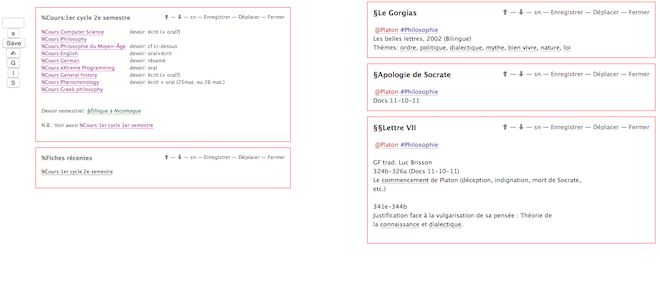 a
Save
G
I
S
%Cours:1er cycle 2e semestre
⬆ — ⬇ — sn — Enregistrer — Déplacer — Fermer
%Cours:Computer Science devoir: écrit (+ oral?)
%Cours:Philosophy
%Cours:Philosophie du Moyen-Âge devoir: cf ci-dessus
%Cours:English devoir: oral+écrit
%Cours:German devoir: résumé
%Cours:eXtreme Programming devoir: oral
%Cours:General history devoir: écrit (+ oral?)
%Cours:Phenomenology devoir: écrit + oral (25mat. ou 26 mat.)
%Cours:Greek philosophy
Devoir semestriel: §Éthique à Nicomaque
N.B.: Voir aussi %Cours:1er cycle 1er semestre
%Fiches récentes
⬆ — ⬇ — sn — Enregistrer — Déplacer — Fermer
%Cours:1er cycle 2e semestre
§Le Gorgias
⬆ — ⬇ — sn — Enregistrer — Déplacer — Fermer
@Platon #Philosophie
Les belles lettres, 2002 (Bilingue)
Thèmes: ordre, politique, dialectique, mythe, bien vivre, nature, loi
§Apologie de Socrate
⬆ — ⬇ — sn — Enregistrer — Déplacer — Fermer
@Platon #Philosophie
Docs 11-10-11
§§Lettre VII
⬆ — ⬇ — sn — Enregistrer — Déplacer — Fermer
@Platon #Philosophie
GF trad. Luc Brisson
324b-326a (Docs 11-10-11)
Le commencement de Platon (déception, indignation, mort de Socrate,
etc.)
341e-344b
Justification face à la vulgarisation de sa pensée : Théorie de
la connaissance et dialectique.